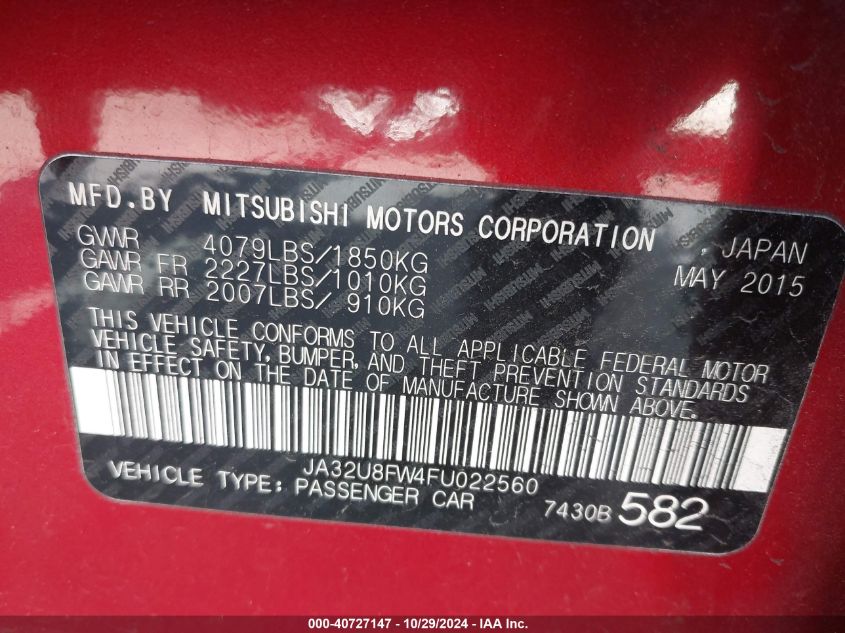 MFD.BY MITSUBISHI MOTORS CORPORATION , JAPAN
GVWR 4079LBS/1850KG MAY 2015
GAWR FR 2227LBS/1010KG
GAWR RR 2007LBS/ 910KG
THIS VEHICLE CONFORMS TO ALL APPLICABLE FEDERAL MOTOR
VEHICLE SAFETY, BUMPER, AND THEFT PREVENTION STANDARDS
IN EFFECT ON THE DATE OF MANUFACTURE SHOWN ABOVE.
JA32U8FW4FU022560
VEHICLE TYPE: PASSENGER CAR 7430B 582
000-40727147 - 10/29/2024 - IAA Inc.